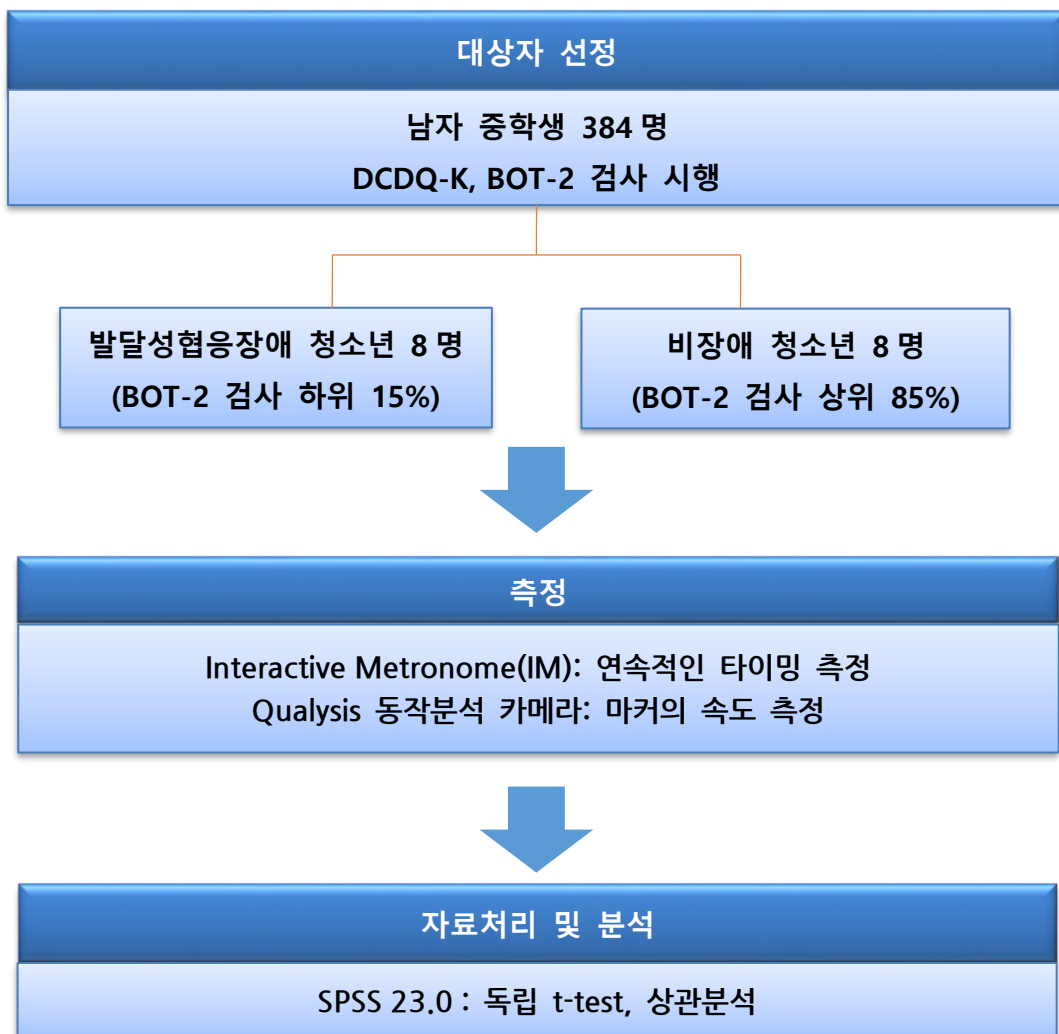 대상자 선정
남자 중학생 384 명
DCDQ-K, BOT-2 검사 시행
발달성협응장애 청소년 8 명
(BOT-2 검사 하위 15%)
비장애 청소년 8 명
(BOT-2 검사 상위 85%)
측정
Interactive Metronome(IM): 연속적인 타이밍 측정
Qualysis 동작분석 카메라: 마커의 속도 측정
자료처리 및 분석
SPSS 23.0 : 독립 t-test, 상관분석